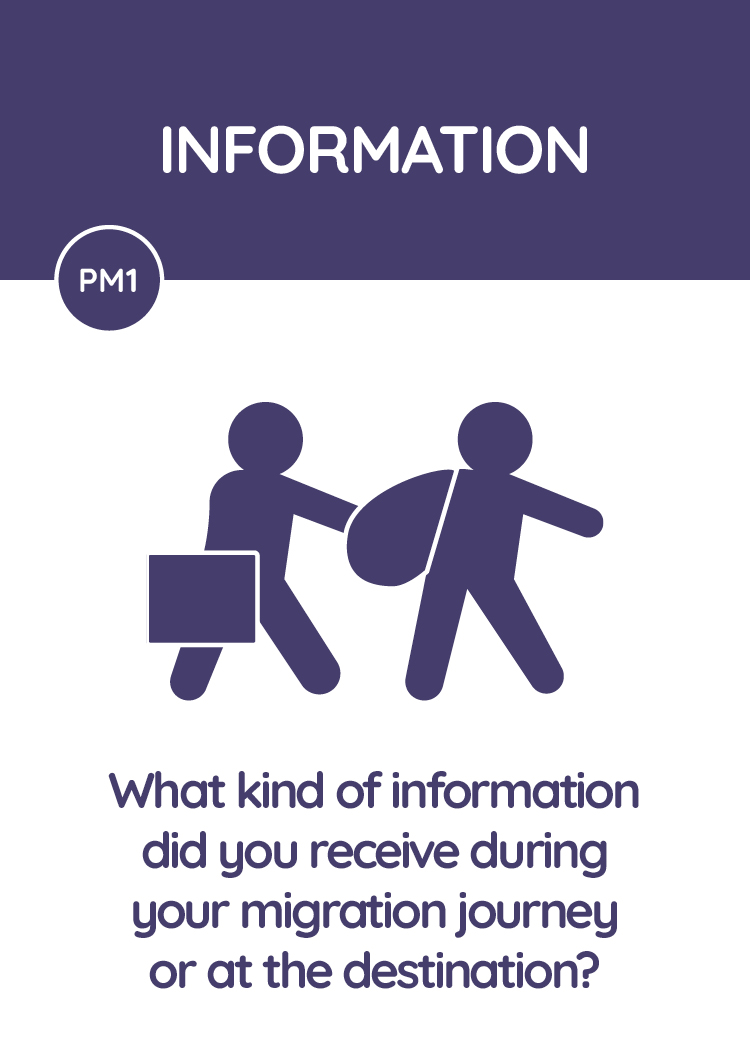 INFORMATION
PM1
What kind of information
did you receive during
your migration journey
or at the destination?